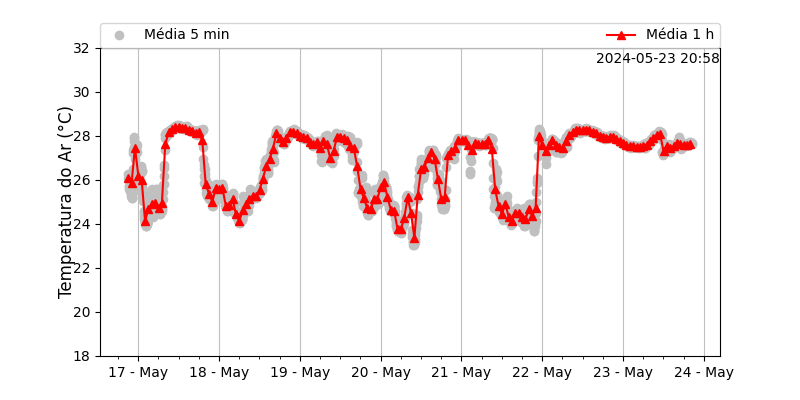 Média 5 min
Média 1 h
2024-05-23 20:58
Temperatura do Ar (°C)
32
30
28
26
24
22
20
18
17 - May
18 - May
19 - May
20 - May
21 - May
22 - May
23 - May
24 - May